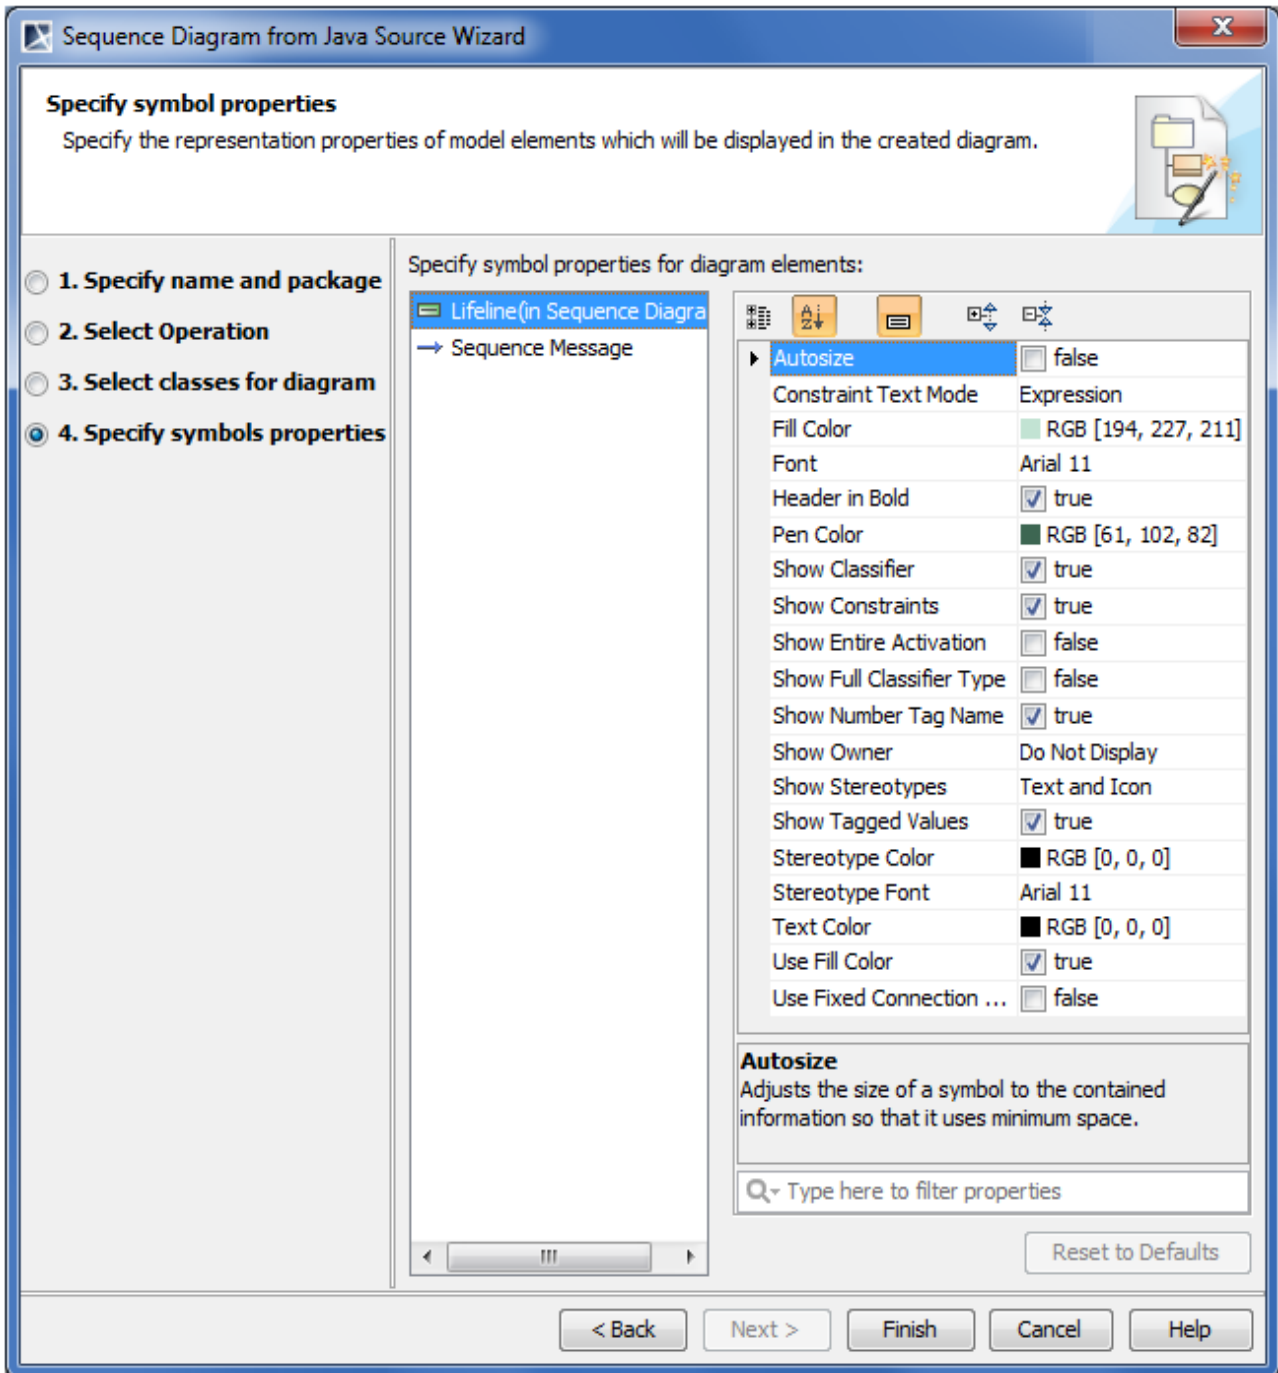 Sequence Diagram from Java Source Wizard
X
Specify symbol properties
Specify the representation properties of model elements which will be displayed in the created diagram.
1. Specify name and package
2. Select Operation
3. Select classes for diagram
4. Specify symbols properties
Specify symbol properties for diagram elements:
Lifeline(in Sequence Diagra
Sequence Message
Autosize false
Constraint Text Mode Expression
Fill Color RGB [194, 227, 211]
Font Arial 11
Header in Bold true
Pen Color RGB [61, 102, 82]
Show Classifier true
Show Constraints true
Show Entire Activation false
Show Full Classifier Type false
Show Number Tag Name true
Show Owner Do Not Display
Show Stereotypes Text and Icon
Show Tagged Values true
Stereotype Color RGB [0, 0, 0]
Stereotype Font Arial 11
Text Color RGB [0, 0, 0]
Use Fill Color true
Use Fixed Connection ... false
Autosize
Adjusts the size of a symbol to the contained
information so that it uses minimum space.
Type here to filter properties
Reset to Defaults
< Back Next > Finish Cancel Help